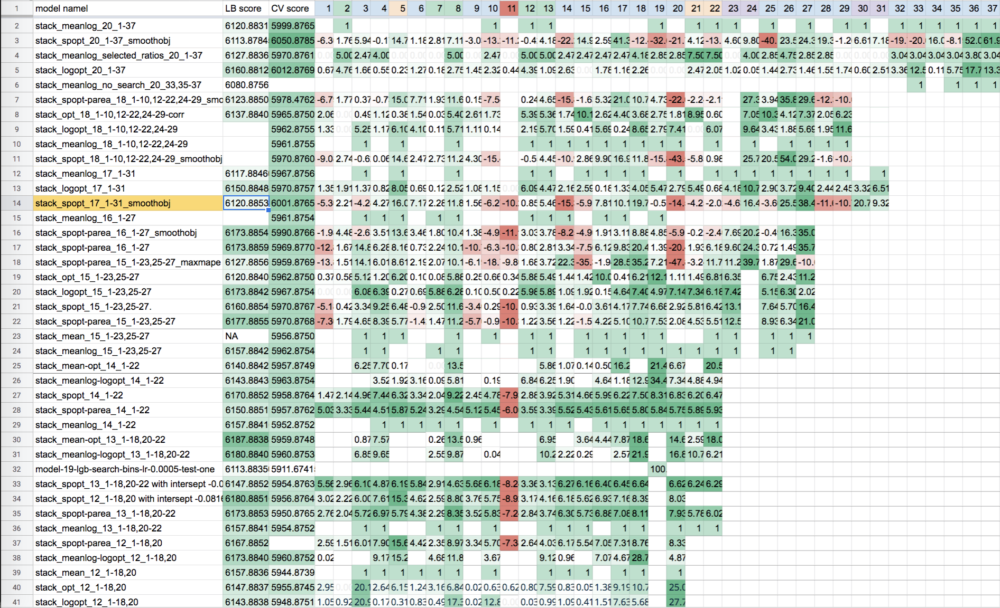 1 model namel LB score CV score 1 2 3 4 5 6 7 8 9 10 11 12 13 14 15 16 17 18 19 20 21 22 23 24 25 26 27 28 29 30 31 32 33 34 35 36 37
2 stack_meanlog_20_1-37 6120.8831 5999.8765 1 1 1 1 1 1 1 1 1 1 1 1 1 1 1 1 1 1
3 stack_spopt_20_1-37_smoothobj 6113.8784 6050.8785 -6.3 1.76 5.94 -0.1 14.7 1.18 2.81 7.11 -3.0 -13. -11. -0.4 4.18 -22. 14.9 2.59 41.3 -12. -32. -21. 4.12 -13. 4.60 9.80 -40. 23.5 24.3 19.3 -1.2 6.61 7.18 -19. -20. 16.0 -8.1 52.0 61.9
4 stack_meanlog_selected_ratios_20_1-37 6127.8836 5970.8761 0.00 5.00 2.47 4.00 0.00 0.00 0.00 5.00 0.00 2.47 0.00 5.00 5.00 2.47 2.47 2.47 2.47 4.18 2.85 2.85 7.50 7.50 0.00 4.00 2.85 4.75 2.85 2.85 0.00 0.00 0.00 3.04 3.04 3.04 3.04 3.80 3.04
5 stack_logopt_20_1-37 6160.8812 6012.8769 0.67 4.76 1.66 0.55 0.23 1.27 0.18 2.75 1.45 2.32 0.44 4.39 1.09 2.63 0.00 1.78 1.16 2.26 0.00 0.00 2.47 2.05 1.02 0.05 1.44 2.73 1.46 1.55 1.74 0.60 2.51 3.36 12.5 0.11 5.75 17.7 13.3
6 stack_meanlog_no_search_20_33,35-37 6080.8756 1 1 1 1
7 stack_spopt-parea_18_1-10,12-22,24-29_smo 6123.8850 5978.4762 -6.7 1.77 0.37 -0.7 15.0 7.71 1.93 11.6 0.15 -7.5 0.24 4.65 -15. -1.6 5.32 21.0 10.7 4.73 -22. -2.2 -2.1 27.3 3.94 35.8 29.6 -12. -10.
8 stack_opt_18_1-10,12-22,24-29-corr 6137.8840 5965.8750 2.06 0.00 0.49 1.12 0.38 1.54 0.03 5.40 2.61 1.73 5.39 5.36 1.74 10.1 2.62 4.40 3.68 2.75 1.81 8.95 0.60 7.05 10.3 4.12 7.37 2.05 6.23
9 stack_logopt_18_1-10,12-22,24-29 5962.8755 1.33 0.00 5.25 1.17 6.10 4.10 0.11 5.71 1.11 0.14 2.19 5.70 1.59 0.41 5.69 0.24 8.65 2.79 7.41 0.00 6.07 9.64 3.43 1.88 5.69 1.95 11.6
10 stack_meanlog_18_1-10,12-22,24-29 5961.8755 1 1 1 1 1 1 1 1 1 1 1 1 1 1 1 1 1 1
11 stack_spopt_18_1-10,12-22,24-29_smoothobj 5970.8760 -9.0 2.74 -0.6 0.06 14.6 2.47 2.73 11.2 4.30 -15. -0.5 4.45 -10. 2.86 9.90 16.9 11.8 -15. -43. -5.8 0.98 25.7 20.5 54.0 29.2 -1.6 -10.
12 stack_meanlog_17_1-31 6117.8846 5967.8756 1 1 1 1 1 1 1 1 1 1 1 1 1 1 1 1 1 1 1
13 stack_logopt_17_1-31 6150.8848 5970.8757 1.35 1.91 1.37 0.82 8.05 0.69 0.12 2.52 1.08 1.15 0.00 6.09 4.47 2.16 2.59 0.18 1.33 4.05 5.47 2.79 5.49 0.68 4.18 10.7 2.90 3.72 9.40 2.44 2.45 3.32 6.51
14 stack_spopt_17_1-31_smoothobj 6120.8853 6001.8765 -5.3 2.21 -4.2 4.27 16.0 7.17 2.28 11.8 1.56 -6.2 -10. 0.85 5.46 -15. -5.9 7.81 10.1 19.7 -0.5 -14. -4.2 -2.0 -4.6 16.4 -3.6 25.5 38.4 -11. -10. 20.7 9.32
15 stack_meanlog_16_1-27 5961.8754 1 1 1 1 1 1 1 1 1 1 1
16 stack_spopt-parea_16_1-27_smoothobj 6173.8854 5990.8766 -1.9 4.48 -2.6 3.51 13.6 3.46 1.80 10.4 1.38 -4.9 -11. 3.03 3.78 -8.2 -4.9 1.91 3.11 8.88 4.85 -5.9 -0.2 -2.4 7.69 20.2 -0.4 16.3 35.0
17 stack_spopt-parea_16_1-27 6173.8859 5969.8770 -12. 1.67 14.8 6.28 8.16 0.73 2.24 10.1 -10. -6.3 -10. 0.80 2.81 3.34 -7.5 6.12 9.83 20.4 1.39 -20. 1.93 6.18 9.60 24.3 0.72 1.49 35.7
18 stack_spopt-parea_15_1-23,25-27_maxmape 6127.8856 5959.8769 -13. 1.51 14.1 6.01 8.61 2.19 2.07 10.1 -6.1 -18. -9.8 1.68 3.72 22.3 -35. -1.9 28.5 35.2 7.21 -47. -3.2 11.7 11.2 39.7 1.87 29.6 -10.
19 stack_opt_15_1-23,25-27 6120.8840 5962.8750 0.37 0.58 5.12 1.20 6.20 0.10 0.08 5.88 0.25 0.66 0.34 5.88 5.49 1.44 1.42 10.0 0.41 6.21 12.1 1.11 1.49 6.81 6.35 6.75 2.43 11.2
20 stack_logopt_15_1-23,25-27 6173.8842 5967.8754 0.00 0.00 6.08 6.39 0.27 0.69 5.88 6.28 0.10 0.50 0.22 5.98 5.89 1.09 1.92 0.15 4.64 7.40 4.97 7.14 7.34 6.18 7.42 5.15 6.30 2.02
21 stack_spopt_15_1-23,25-27. 6160.8854 5970.8767 -5.1 0.42 3.34 9.25 6.48 -0.9 2.50 11.6 -3.4 0.29 -10. 0.93 3.39 1.64 -0.0 3.61 4.17 7.74 6.68 2.92 5.81 6.42 13.1 7.64 5.70 16.4
22 stack_spopt-parea_15_1-23,25-27 6177.8855 5970.8768 -7.3 1.79 4.65 8.39 5.77 -1.4 1.47 11.2 -5.7 -0.9 -10. 1.22 3.56 1.22 -1.5 4.22 5.10 10.7 7.53 2.08 4.53 5.51 12.5 8.93 6.34 21.0
23 stack_mean_15_1-23,25-27 NA 5956.8750 1 1 1 1 1 1 1 1 1 1 1 1 1 1 1 1 1
24 stack_meanlog_15_1-23,25-27 6157.8842 5962.8754 1 1 1 1 1 1 1 1 1 1 1 1 1 1 1 1 1
25 stack_mean-opt_14_1-22 6140.8842 5957.8749 6.25 7.70 0.17 0.00 13.5 5.86 1.07 0.14 0.50 16.2 21.4 6.67 20.5
26 stack_meanlog-logopt_14_1-22 6143.8843 5963.8754 3.52 1.92 3.16 0.09 5.81 0.19 6.84 6.25 1.90 4.64 1.18 12.9 34.4 7.34 4.88 4.94
27 stack_spopt_14_1-22 6170.8852 5958.8764 1.47 2.14 4.96 7.44 6.32 3.34 2.04 9.22 2.45 4.78 -7.9 2.88 3.92 5.31 4.66 5.99 6.22 7.50 8.31 6.83 6.20 6.47
28 stack_spopt-parea_14_1-22 6150.8851 5957.8762 5.03 3.33 5.44 4.51 5.87 5.24 3.29 4.54 5.12 5.45 -6.0 3.59 3.39 5.52 5.43 5.61 5.65 5.80 5.84 5.75 5.89 5.93
29 stack_meanlog_14_1-22 6157.8841 5952.8752 1 1 1 1 1 1 1 1 1 1 1 1 1 1 1 1
30 stack_mean-opt_13_1-18,20-22 6187.8838 5959.8748 0.87 7.57 0.26 13.5 0.96 6.95 3.64 4.44 7.87 18.6 14.6 2.59 18.0
31 stack_meanlog-logopt_13_1-18,20-22 6180.8840 5960.8753 6.85 9.65 2.55 9.87 0.04 10.2 2.22 0.29 2.57 21.9 16.8 10.7 6.21
32 model-19-lgb-search-bins-lr-0.0005-test-one 6113.8835 5911.6741 100.
33 stack_spopt_13_1-18,20-22 with intersept -0.0 6147.8852 5954.8763 5.56 2.96 6.10 4.87 6.19 5.84 2.91 4.63 5.68 6.18 -8.2 3.36 3.13 6.27 6.16 6.40 6.45 6.64 6.62 6.24 6.29
34 stack_spopt_12_1-18,20 with intersept -0.0816 6180.8851 5956.8764 3.02 2.22 6.00 7.61 15.3 4.62 2.59 8.80 3.76 5.75 -8.9 3.17 4.16 6.18 5.62 6.93 7.16 8.39 8.03
35 stack_spopt-parea_13_1-18,20-22 6173.8853 5950.8765 2.76 2.04 5.72 6.97 5.79 4.38 2.29 8.35 3.52 5.83 -7.2 2.84 3.74 6.30 5.73 6.88 7.08 8.11 7.93 5.78 6.02
36 stack_meanlog_13_1-18,20-22 6157.8841 5954.8752 1 1 1 1 1 1 1 1 1 1 1 1 1
37 stack_spopt-parea_12_1-18,20 6167.8852 2.59 1.51 6.01 7.90 15.6 4.42 2.35 8.97 3.34 5.70 -7.3 2.64 4.03 6.17 5.54 7.05 7.31 8.76 8.33
38 stack_meanlog-logopt_12_1-18,20 6173.8840 5960.8752 0.02 9.17 15.2 4.68 11.8 3.67 9.12 0.96 7.07 4.67 28.7 4.87
39 stack_mean_12_1-18,20 6157.8836 5944.8739 1 1 1 1 1 1 1 1 1 1 1 1 1
40 stack_opt_12_1-18,20 6147.8837 5955.8745 2.95 0.00 20.1 2.64 6.15 1.24 3.16 6.84 0.02 0.63 0.62 0.80 7.59 0.83 0.05 1.38 9.19 10.7 25.0
41 stack_logopt_12_1-18,20 6143.8838 5948.8751 1.05 0.92 20.9 0.17 0.31 0.83 0.49 17.3 0.02 12.8 0.00 0.03 0.99 1.09 0.41 1.51 7.63 5.68 27.7